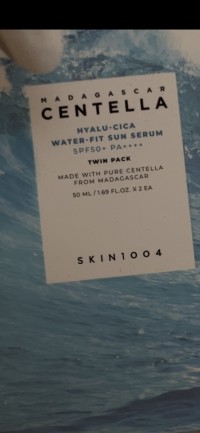 MADAGASCAR
CENTELLA
HYALU-CICA
WATER-FIT SUN SERUM
SPF50+ PA++++
TWIN PACK
MADE WITH PURE CENTELLA
FROM MADAGASCAR
50 ML / 1.69 FL.OZ. X 2 EA
SKIN1004